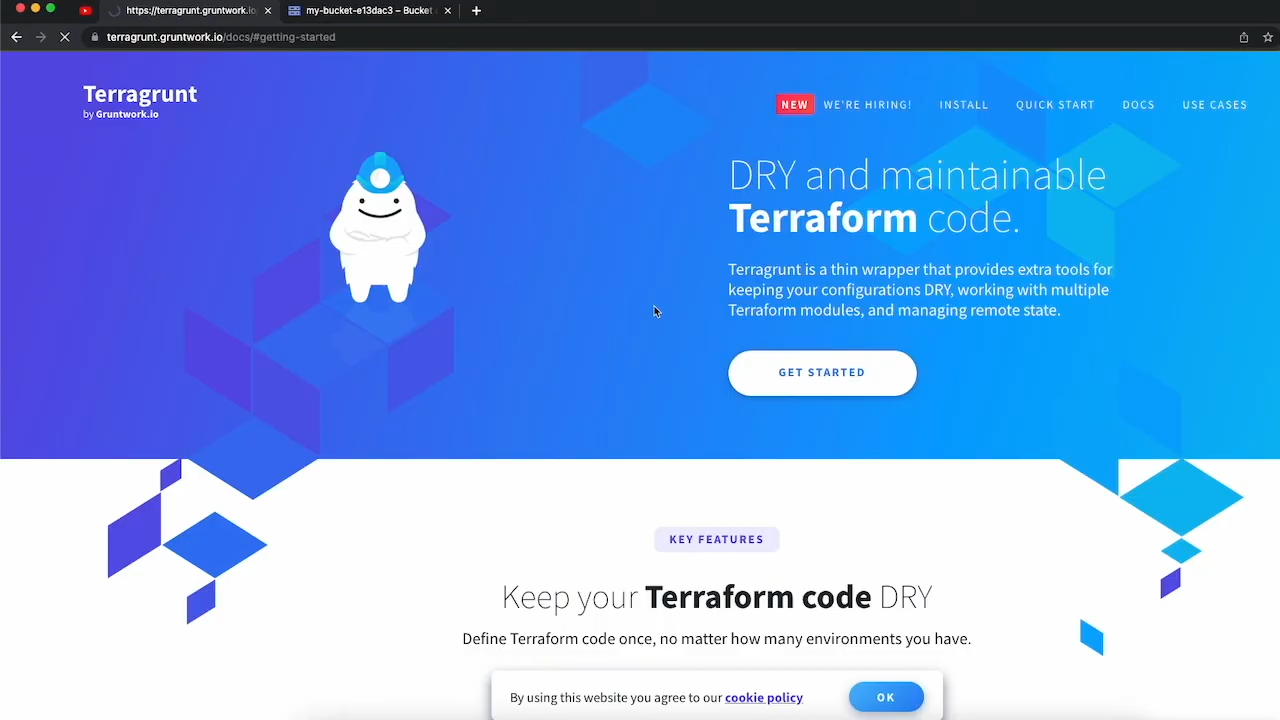 https://terragrunt.gruntwork.io
my-bucket-e13dac3 – Bucket
terragrunt.gruntwork.io/docs/#getting-started
Terragrunt
by Gruntwork.io
NEW WE'RE HIRING! INSTALL QUICK START DOCS USE CASES
DRY and maintainable
Terraform code.
Terragrunt is a thin wrapper that provides extra tools for
keeping your configurations DRY, working with multiple
Terraform modules, and managing remote state.
GET STARTED
KEY FEATURES
Keep your Terraform code DRY
Define Terraform code once, no matter how many environments you have.
By using this website you agree to our cookie policy
OK